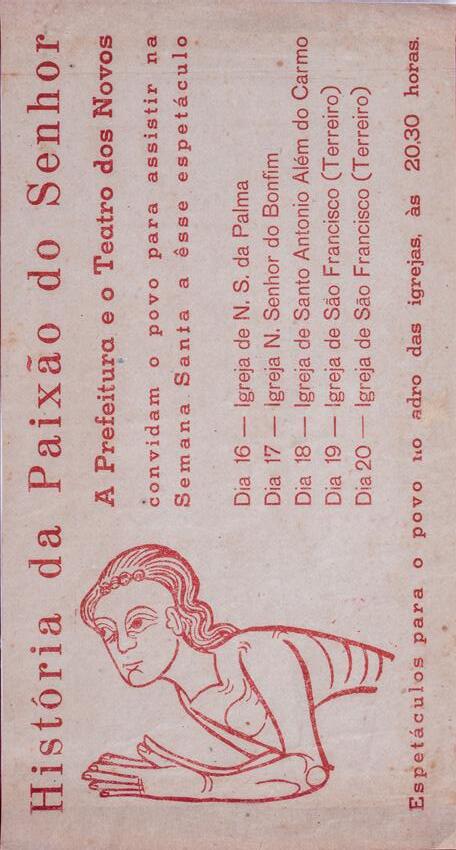 História da Paixão do Senhor
A Prefeitura e o Teatro dos Novos
convidam o povo para assistir na
Semana Santa a êsse espetáculo
Dia 16 — Igreja de N. S. da Palma
Dia 17 — Igreja N. Senhor do Bonfim
Dia 18 — Igreja de Santo Antonio Além do Carmo
Dia 19 — Igreja de São Francisco (Terreiro)
Dia 20 — Igreja de São Francisco (Terreiro)
Espetáculos para o povo no adro das igrejas, às 20,30 horas.